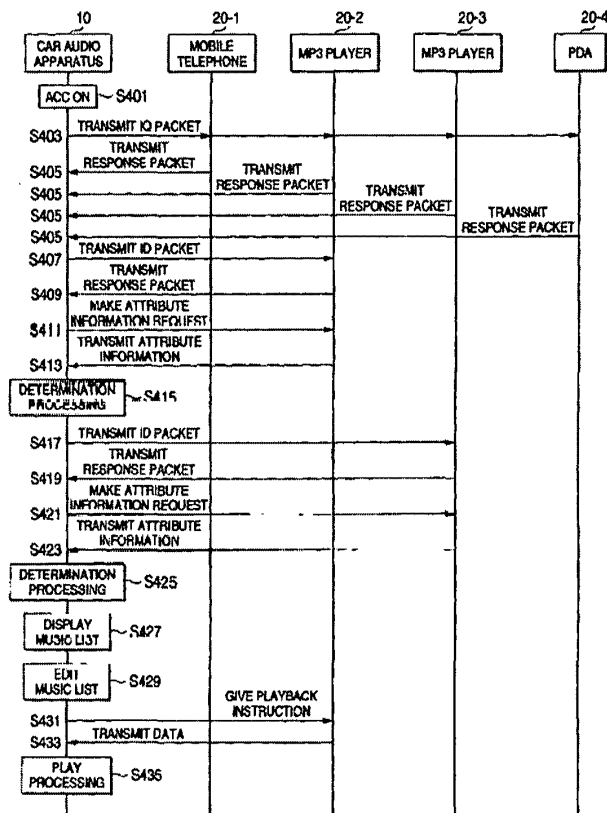 10 20-1 20-2 20-3 20-4
CAR AUDIO
APPARATUS
MOBILE
TELEPHONE
MP3 PLAYER
MP3 PLAYER
PDA
ACC ON S401
S403 TRANSMIT IQ PACKET
TRANSMIT
RESPONSE PACKET
S405
TRANSMIT
RESPONSE PACKET
S405
TRANSMIT
RESPONSE PACKET
S405
TRANSMIT
RESPONSE PACKET
S405
TRANSMIT ID PACKET
S407
TRANSMIT
RESPONSE PACKET
S409
MAKE ATTRIBUTE
INFORMATION REQUEST
S411
TRANSMIT ATTRIBUTE
INFORMATION
S413
DETERMINATION
PROCESSING
S415
TRANSMIT ID PACKET
S417
TRANSMIT
RESPONSE PACKET
S419
MAKE ATTRIBUTE
INFORMATION REQUEST
S421
TRANSMIT ATTRIBUTE
INFORMATION
S423
DETERMINATION
PROCESSING
S425
DISPLAY
MUSIC LIST
S427
EDIT
MUSIC LIST
S429
GIVE PLAYBACK
INSTRUCTION
S431
TRANSMIT DATA
S433
PLAY
PROCESSING
S435